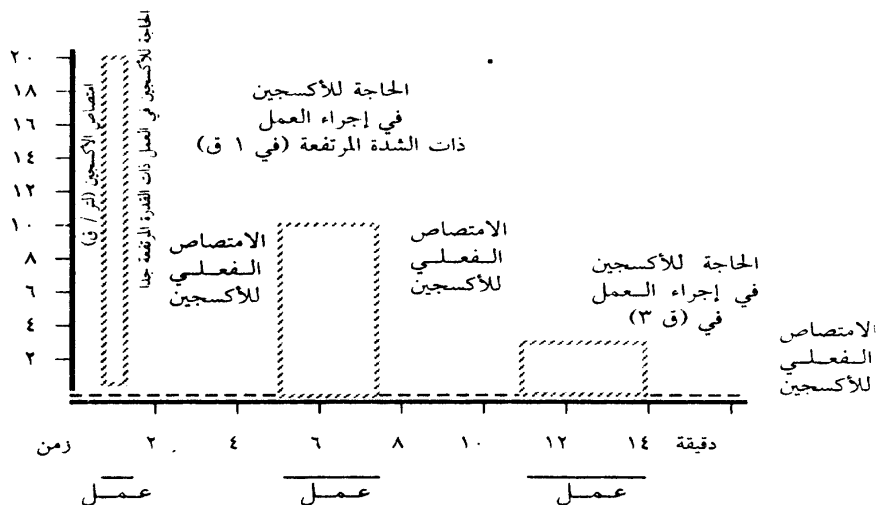 ٢٠
١٨
١٦
١٤
١٢
١٠
٨
٦
٤
٢
امتصاص الأكسجين (لتر / ق)
الحاجة للأكسجين في العمل ذات القدرة المرتفعة جدا
الحاجة للأكسجين
في إجراء العمل
ذات الشدة المرتفعة (في ١ ق)
الامتصاص
الفعلي
للأكسجين
الامتصاص
الفعلي
للأكسجين
الحاجة للأكسجين
في إجراء العمل
في (ق ٣)
الامتصاص
الفعلي
للأكسجين
زمن ٢ ٤ ٦ ٨ ١٠ ١٢ ١٤ دقيقة
عمل عمل عمل